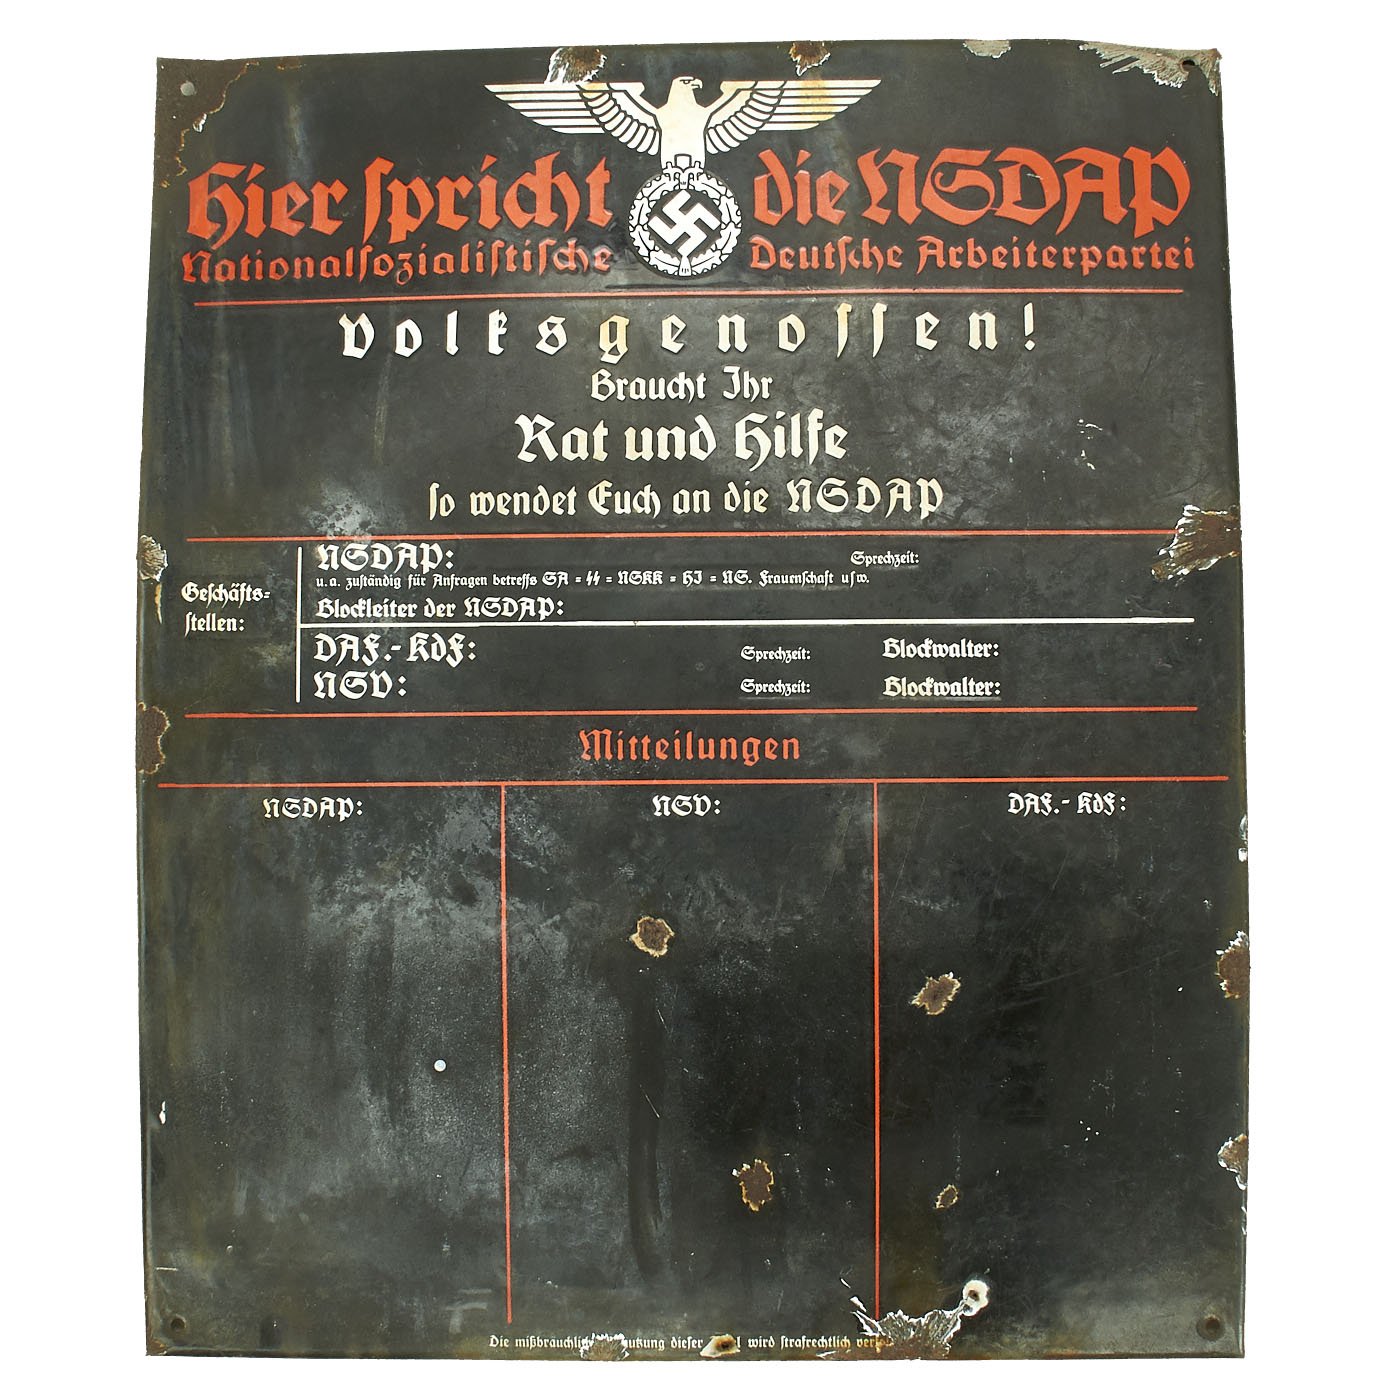 Hier spricht die NSDAP
Nationalsozialistische Deutsche Arbeiterpartei
Volksgenossen!
Braucht Ihr
Rat und Hilfe
so wendet Euch an die NSDAP
Geschäfts-
stellen:
NSDAP: Sprechzeit:
u. a. zuständig für Anfragen betreffs SA = SS = NSKK = HJ = NS. Frauenschaft usw.
Blockleiter der NSDAP:
DAF.-KdF: Sprechzeit: Blockwalter:
NSV: Sprechzeit: Blockwalter:
Mitteilungen
NSDAP: NSV: DAF.-KdF:
Die dieser wird strafrechtlich